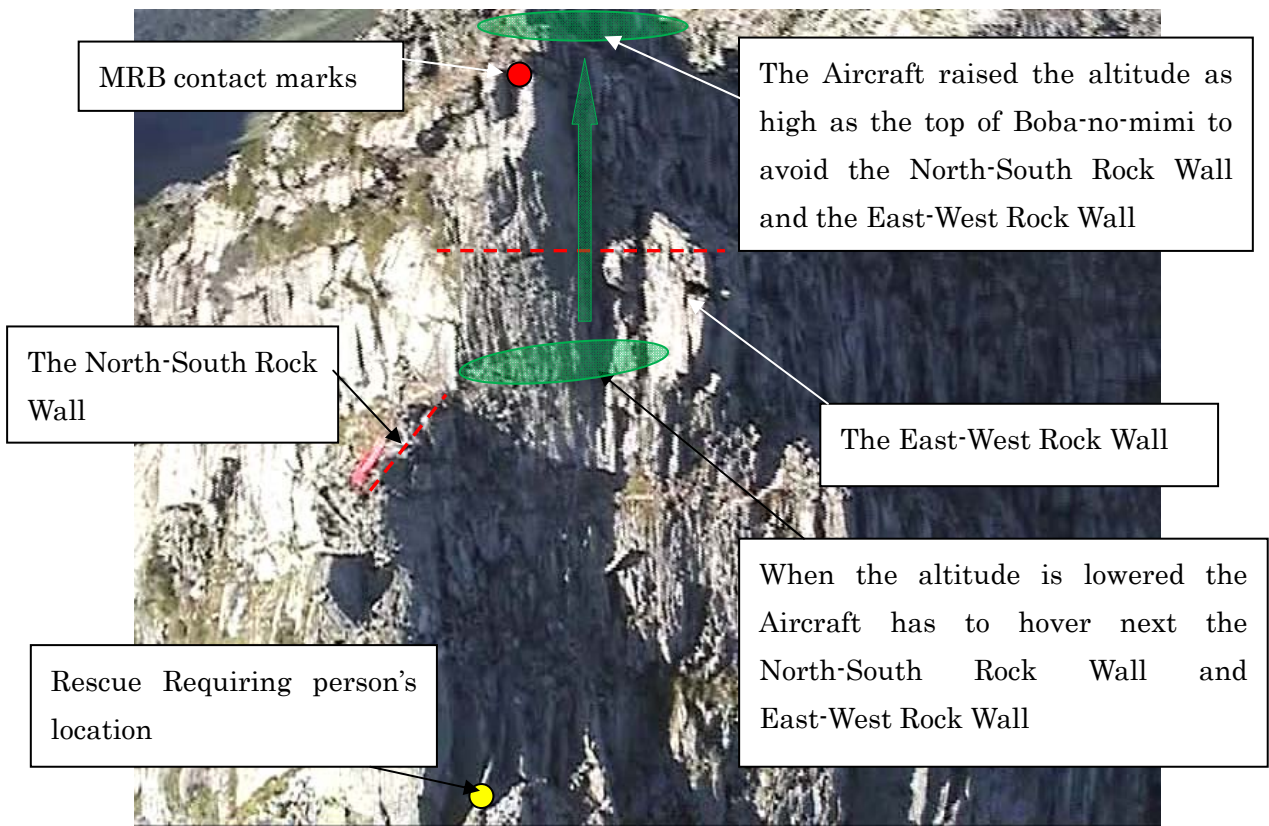 MRB contact marks
The Aircraft raised the altitude as
high as the top of Boba-no-mimi to
avoid the North-South Rock Wall
and the East-West Rock Wall
The North-South Rock
Wall
The East-West Rock Wall
When the altitude is lowered the
Aircraft has to hover next the
North-South Rock Wall and
East-West Rock Wall
Rescue Requiring person's
location